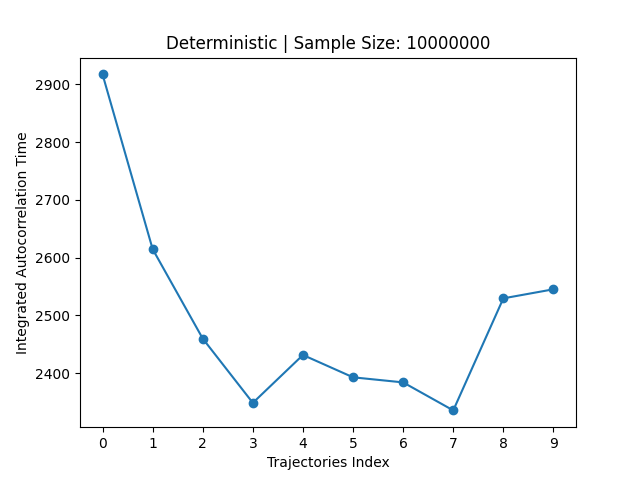 Deterministic | Sample Size: 10000000
Integrated Autocorrelation Time
2900
2800
2700
2600
2500
2400
0 1 2 3 4 5 6 7 8 9
Trajectories Index